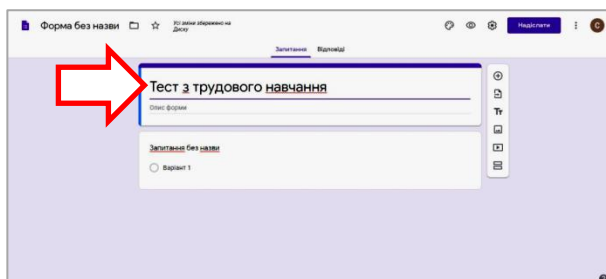 Форма без назви
Усі зміни збережено на
Диску
Надіслати
С
Запитання Відповіді
Тест з трудового навчання
Опис форми
Запитання без назви
Варіант 1
Тт